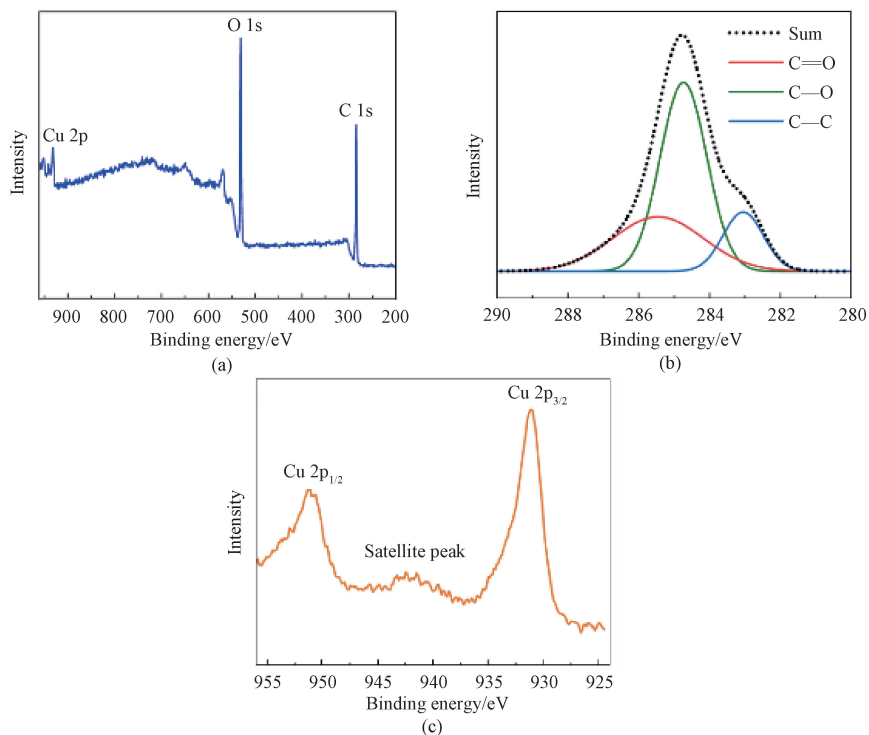 O 1s
C 1s
Cu 2p
Intensity
900 800 700 600 500 400 300 200
Binding energy/eV
(a)
Sum
C=O
C—O
C—C
Intensity
290 288 286 284 282 280
Binding energy/eV
(b)
Cu 2p3/2
Cu 2p1/2
Satellite peak
Intensity
955 950 945 940 935 930 925
Binding energy/eV
(c)